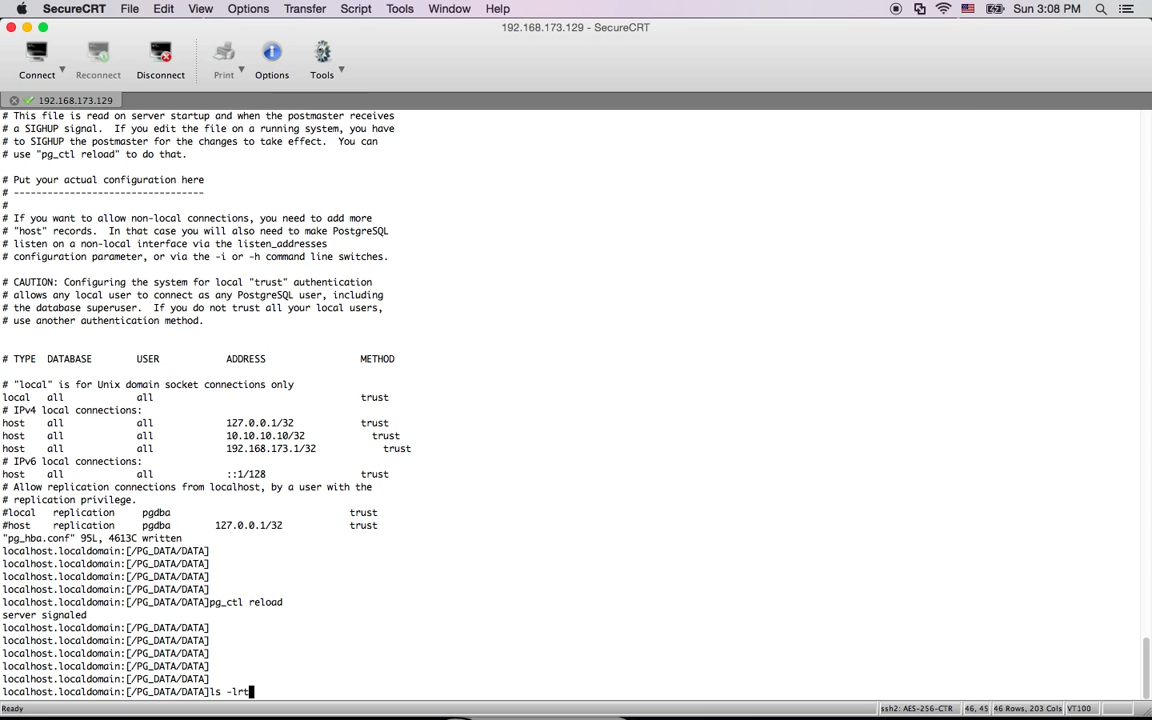 SecureCRT File Edit View Options Transfer Script Tools Window Help Sun 3:08 PM
192.168.173.129 - SecureCRT
Connect Reconnect Disconnect Print Options Tools
192.168.173.129
# This file is read on server startup and when the postmaster receives
# a SIGHUP signal.  If you edit the file on a running system, you have
# to SIGHUP the postmaster for the changes to take effect.  You can
# use "pg_ctl reload" to do that.
# Put your actual configuration here
# ----------------------------------
#
# If you want to allow non-local connections, you need to add more
# "host" records.  In that case you will also need to make PostgreSQL
# listen on a non-local interface via the listen_addresses
# configuration parameter, or via the -i or -h command line switches.
# CAUTION: Configuring the system for local "trust" authentication
# allows any local user to connect as any PostgreSQL user, including
# the database superuser.  If you do not trust all your local users,
# use another authentication method.
# TYPE  DATABASE        USER            ADDRESS                 METHOD
# "local" is for Unix domain socket connections only
local   all             all                                     trust
# IPv4 local connections:
host    all             all             127.0.0.1/32            trust
host    all             all             10.10.10.10/32            trust
host    all             all             192.168.173.1/32            trust
# IPv6 local connections:
host    all             all             ::1/128                 trust
# Allow replication connections from localhost, by a user with the
# replication privilege.
#local   replication     pgdba                                trust
#host    replication     pgdba        127.0.0.1/32            trust
"pg_hba.conf" 95L, 4613C written
localhost.localdomain:[/PG_DATA/DATA]
localhost.localdomain:[/PG_DATA/DATA]
localhost.localdomain:[/PG_DATA/DATA]
localhost.localdomain:[/PG_DATA/DATA]
localhost.localdomain:[/PG_DATA/DATA]pg_ctl reload
server signaled
localhost.localdomain:[/PG_DATA/DATA]
localhost.localdomain:[/PG_DATA/DATA]
localhost.localdomain:[/PG_DATA/DATA]
localhost.localdomain:[/PG_DATA/DATA]
localhost.localdomain:[/PG_DATA/DATA]
localhost.localdomain:[/PG_DATA/DATA]ls -lrt
Ready ssh2: AES-256-CTR 46, 45 46 Rows, 203 Cols VT100